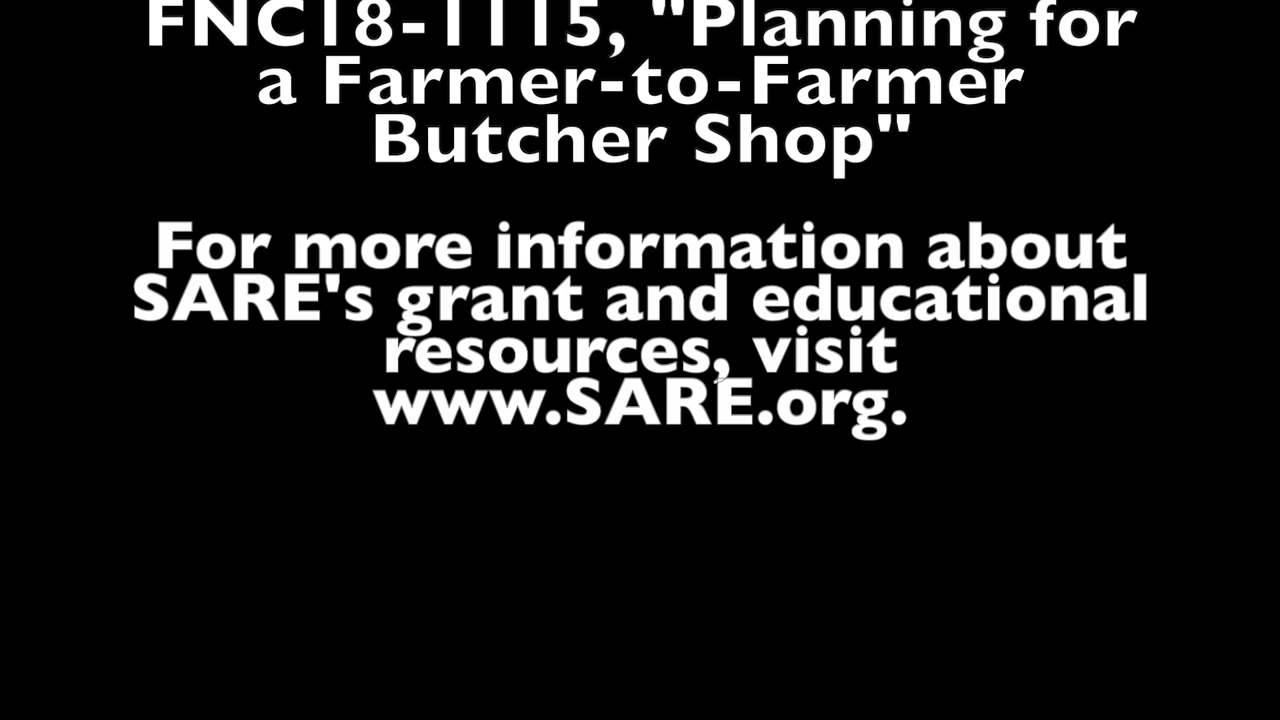 FNC18-1115, "Planning for
a Farmer-to-Farmer
Butcher Shop"
For more information about
SARE's grant and educational
resources, visit
www.SARE.org.